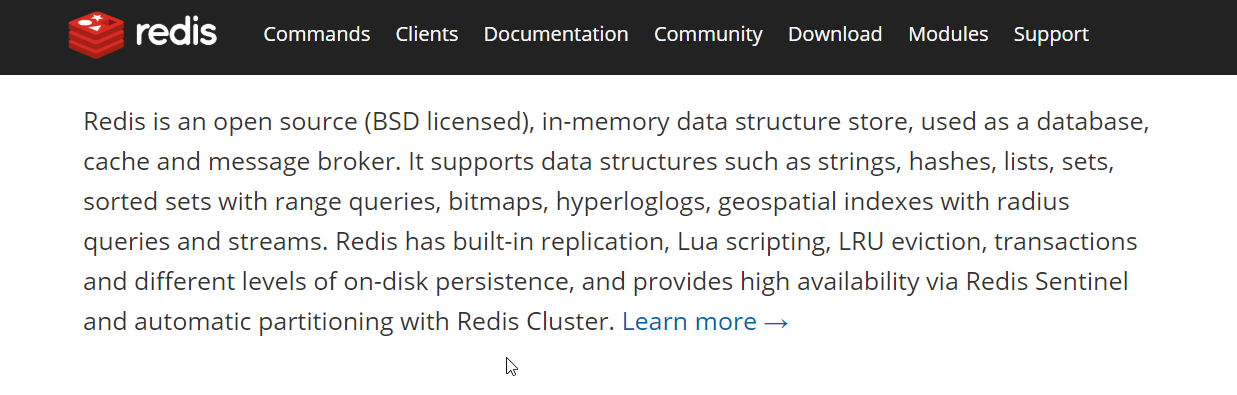 redis Commands Clients Documentation Community Download Modules Support
Redis is an open source (BSD licensed), in-memory data structure store, used as a database,
cache and message broker. It supports data structures such as strings, hashes, lists, sets,
sorted sets with range queries, bitmaps, hyperloglogs, geospatial indexes with radius
queries and streams. Redis has built-in replication, Lua scripting, LRU eviction, transactions
and different levels of on-disk persistence, and provides high availability via Redis Sentinel
and automatic partitioning with Redis Cluster. Learn more →